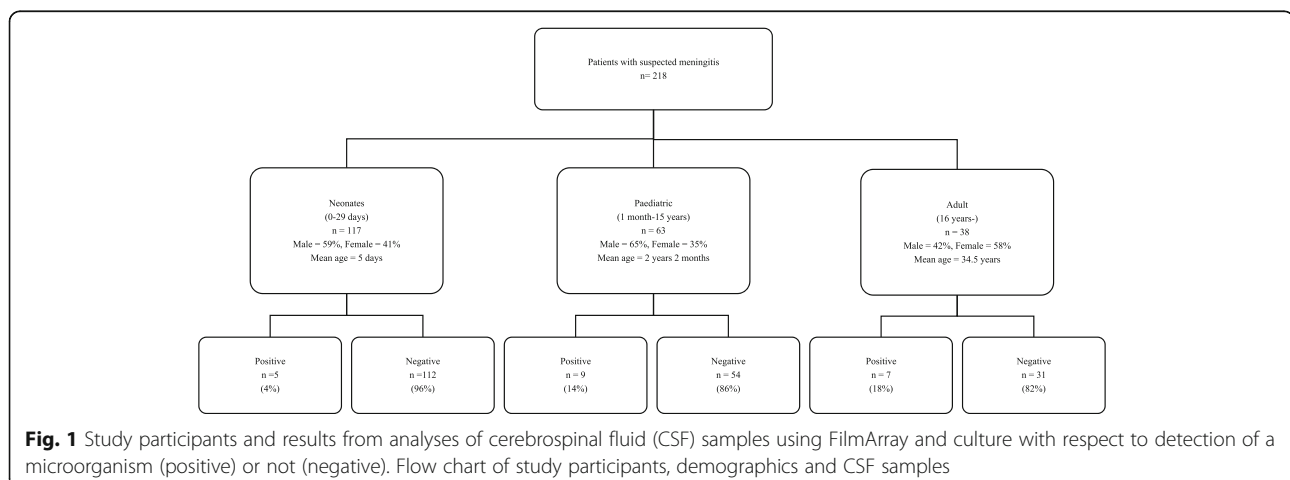 Patients with suspected meningitis
n= 218
Neonates
(0-29 days)
n = 117
Male = 59%, Female = 41%
Mean age = 5 days
Paediatric
(1 month-15 years)
n = 63
Male = 65%, Female = 35%
Mean age = 2 years 2 months
Adult
(16 years-)
n = 38
Male = 42%, Female = 58%
Mean age = 34.5 years
Positive
n =5
(4%)
Negative
n =112
(96%)
Positive
n = 9
(14%)
Negative
n = 54
(86%)
Positive
n = 7
(18%)
Negative
n = 31
(82%)
Fig. 1 Study participants and results from analyses of cerebrospinal fluid (CSF) samples using FilmArray and culture with respect to detection of a
microorganism (positive) or not (negative). Flow chart of study participants, demographics and CSF samples